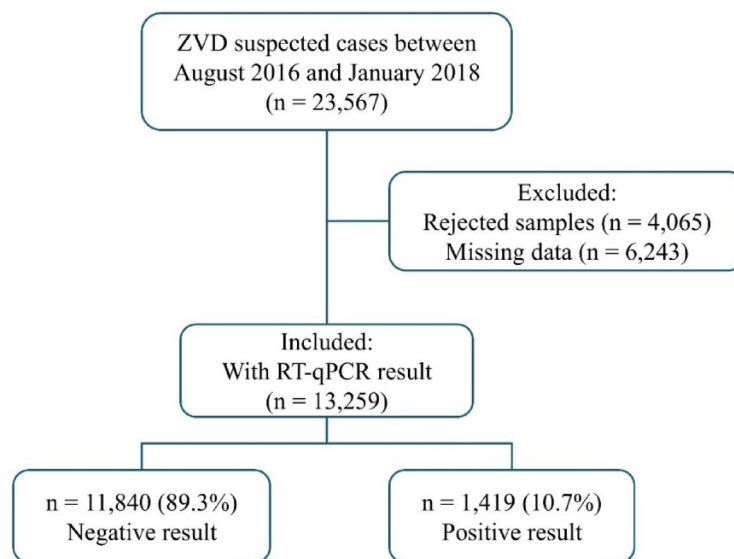 ZVD suspected cases between
August 2016 and January 2018
(n = 23,567)
Excluded:
Rejected samples (n = 4,065)
Missing data (n = 6,243)
Included:
With RT-qPCR result
(n = 13,259)
n = 11,840 (89.3%)
Negative result
n = 1,419 (10.7%)
Positive result